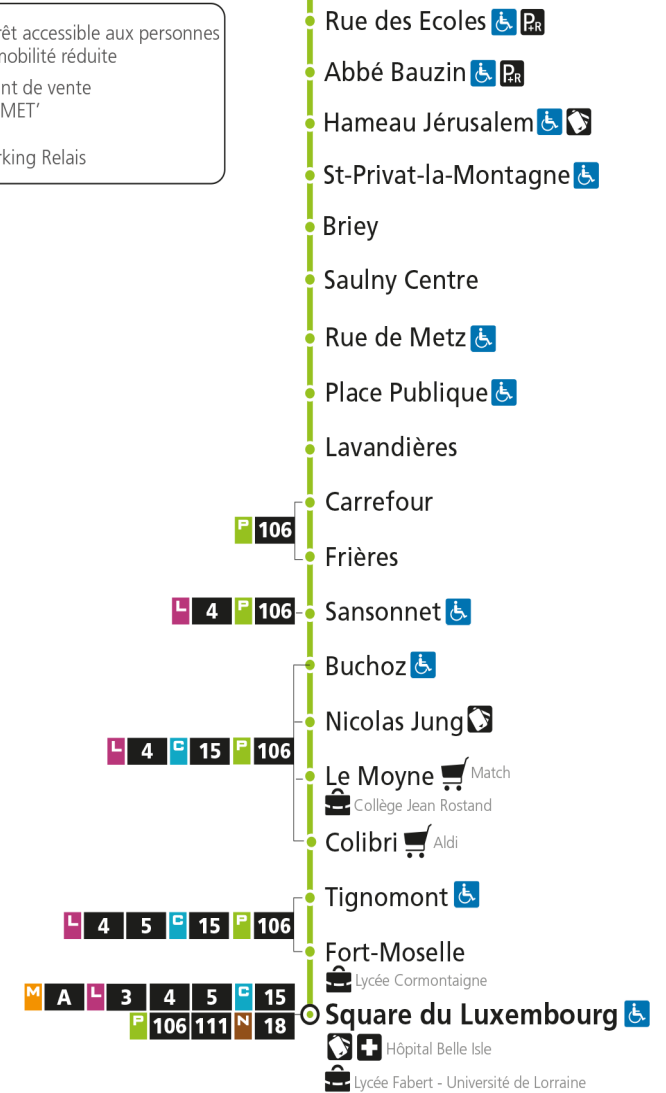 rêt accessible aux personnes
mobilité réduite
nt de vente
MET'
rking Relais
Rue des Ecoles P+R
Abbé Bauzin P+R
Hameau Jérusalem
St-Privat-la-Montagne
Briey
Saulny Centre
Rue de Metz
Place Publique
Lavandières
Carrefour
P 106
Frières
L 4 P 106 Sansonnet
Buchoz
Nicolas Jung
L 4 C 15 P 106
Le Moyne Match
Collège Jean Rostand
Colibri Aldi
Tignomont
L 4 5 C 15 P 106
Fort-Moselle
Lycée Cormontaigne
M A L 3 4 5 C 15
P 106 111 N 18
Square du Luxembourg
Hôpital Belle Isle
Lycée Fabert - Université de Lorraine